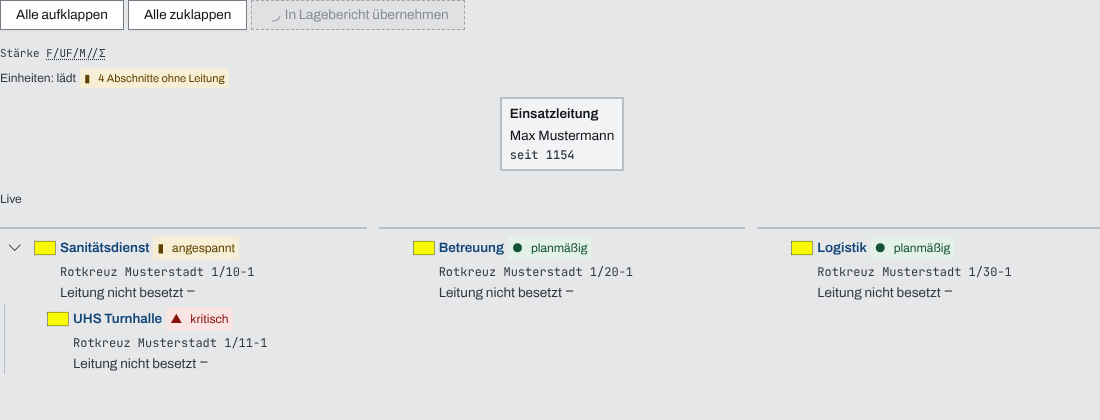 Alle aufklappen Alle zuklappen In Lagebericht übernehmen
Stärke F/UF/M//Σ
Einheiten: lädt 4 Abschnitte ohne Leitung
Einsatzleitung
Max Mustermann
seit 1154
Live
Sanitätsdienst angespannt
Rotkreuz Musterstadt 1/10-1
Leitung nicht besetzt –
UHS Turnhalle kritisch
Rotkreuz Musterstadt 1/11-1
Leitung nicht besetzt –
Betreuung planmäßig
Rotkreuz Musterstadt 1/20-1
Leitung nicht besetzt –
Logistik planmäßig
Rotkreuz Musterstadt 1/30-1
Leitung nicht besetzt –